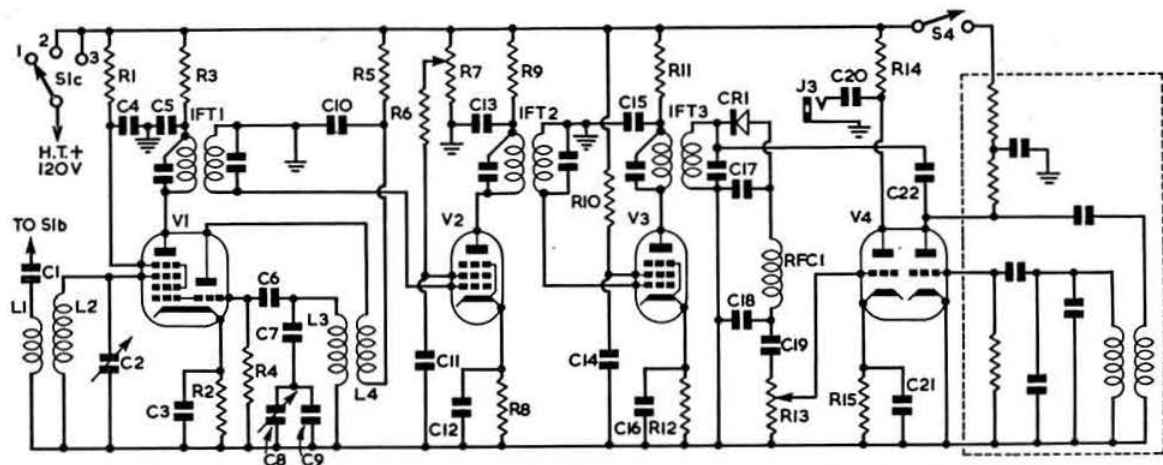 1
2
3
S1c
H.T.+
120V
R1
R3
C4
C5
IFT1
C10
R5
R6
R7
R9
C13
IFT2
R10
R11
C15
IFT3
CR1
C17
J3
C20
R14
S4
C22
TO S1b
C1
L1
L2
C2
V1
C3
R2
R4
C6
C7
L3
L4
C8
C9
V2
C11
C12
R8
V3
C14
C16
R12
RFC1
C18
C19
R13
V4
R15
C21